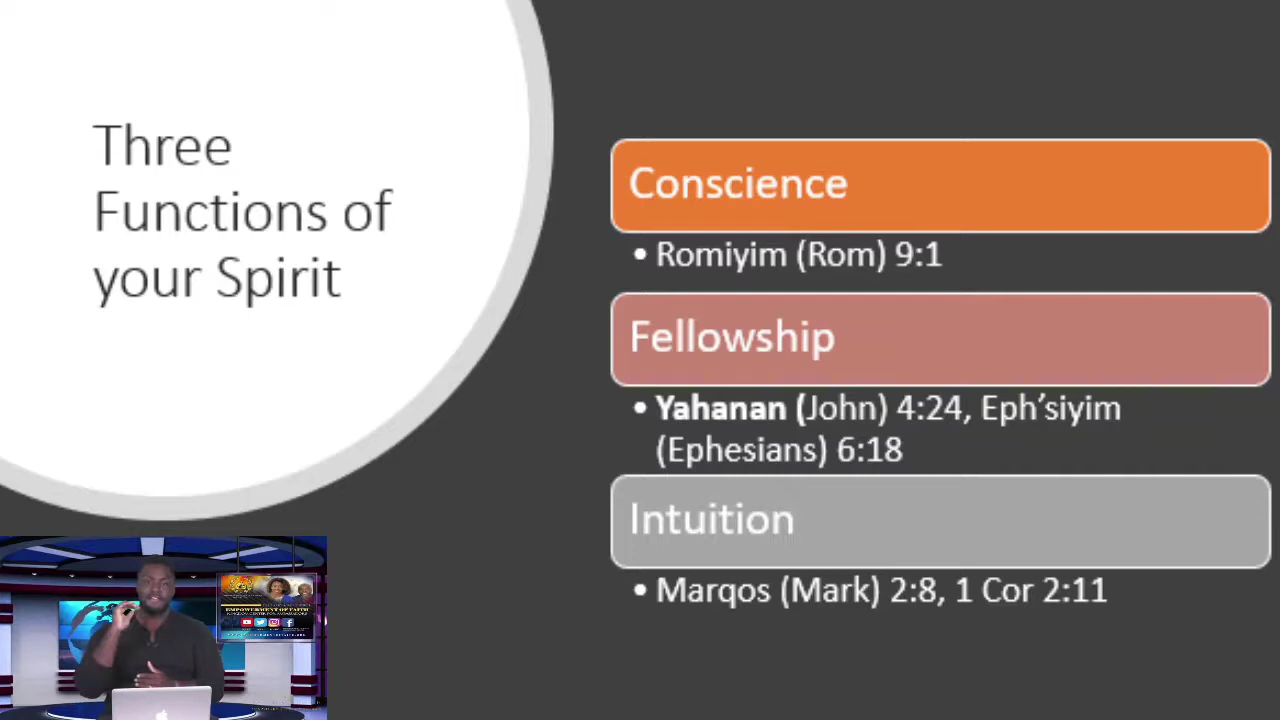 Three
Functions of
your Spirit
Conscience
• Romiyim (Rom) 9:1
Fellowship
• Yahanan (John) 4:24, Eph’siyim
(Ephesians) 6:18
Intuition
• Marqos (Mark) 2:8, 1 Cor 2:11
EMPOWERMENT OF FAITH